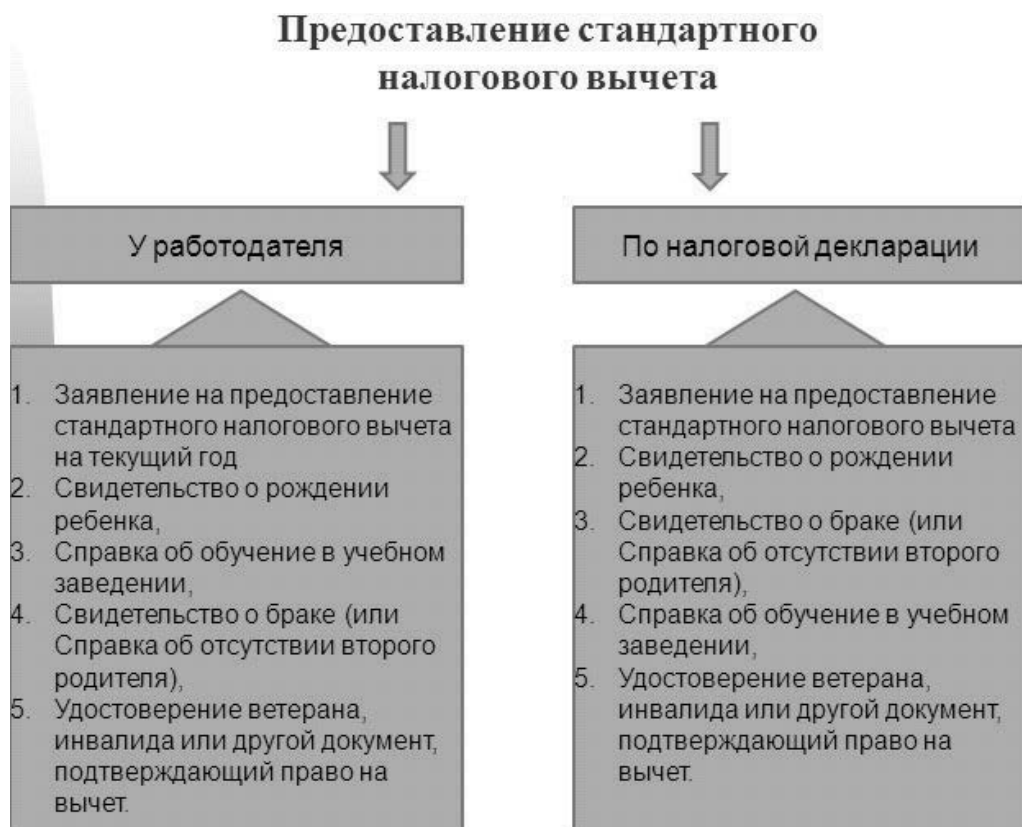 Предоставление стандартного
налогового вычета
У работодателя
1. Заявление на предоставление
стандартного налогового вычета
на текущий год
2. Свидетельство о рождении
ребенка,
3. Справка об обучение в учебном
заведении,
4. Свидетельство о браке (или
Справка об отсутствии второго
родителя),
5. Удостоверение ветерана,
инвалида или другой документ,
подтверждающий право на
вычет.
По налоговой декларации
1. Заявление на предоставление
стандартного налогового вычета
2. Свидетельство о рождении
ребенка,
3. Свидетельство о браке (или
Справка об отсутствии второго
родителя),
4. Справка об обучение в учебном
заведении,
5. Удостоверение ветерана,
инвалида или другой документ,
подтверждающий право на
вычет.